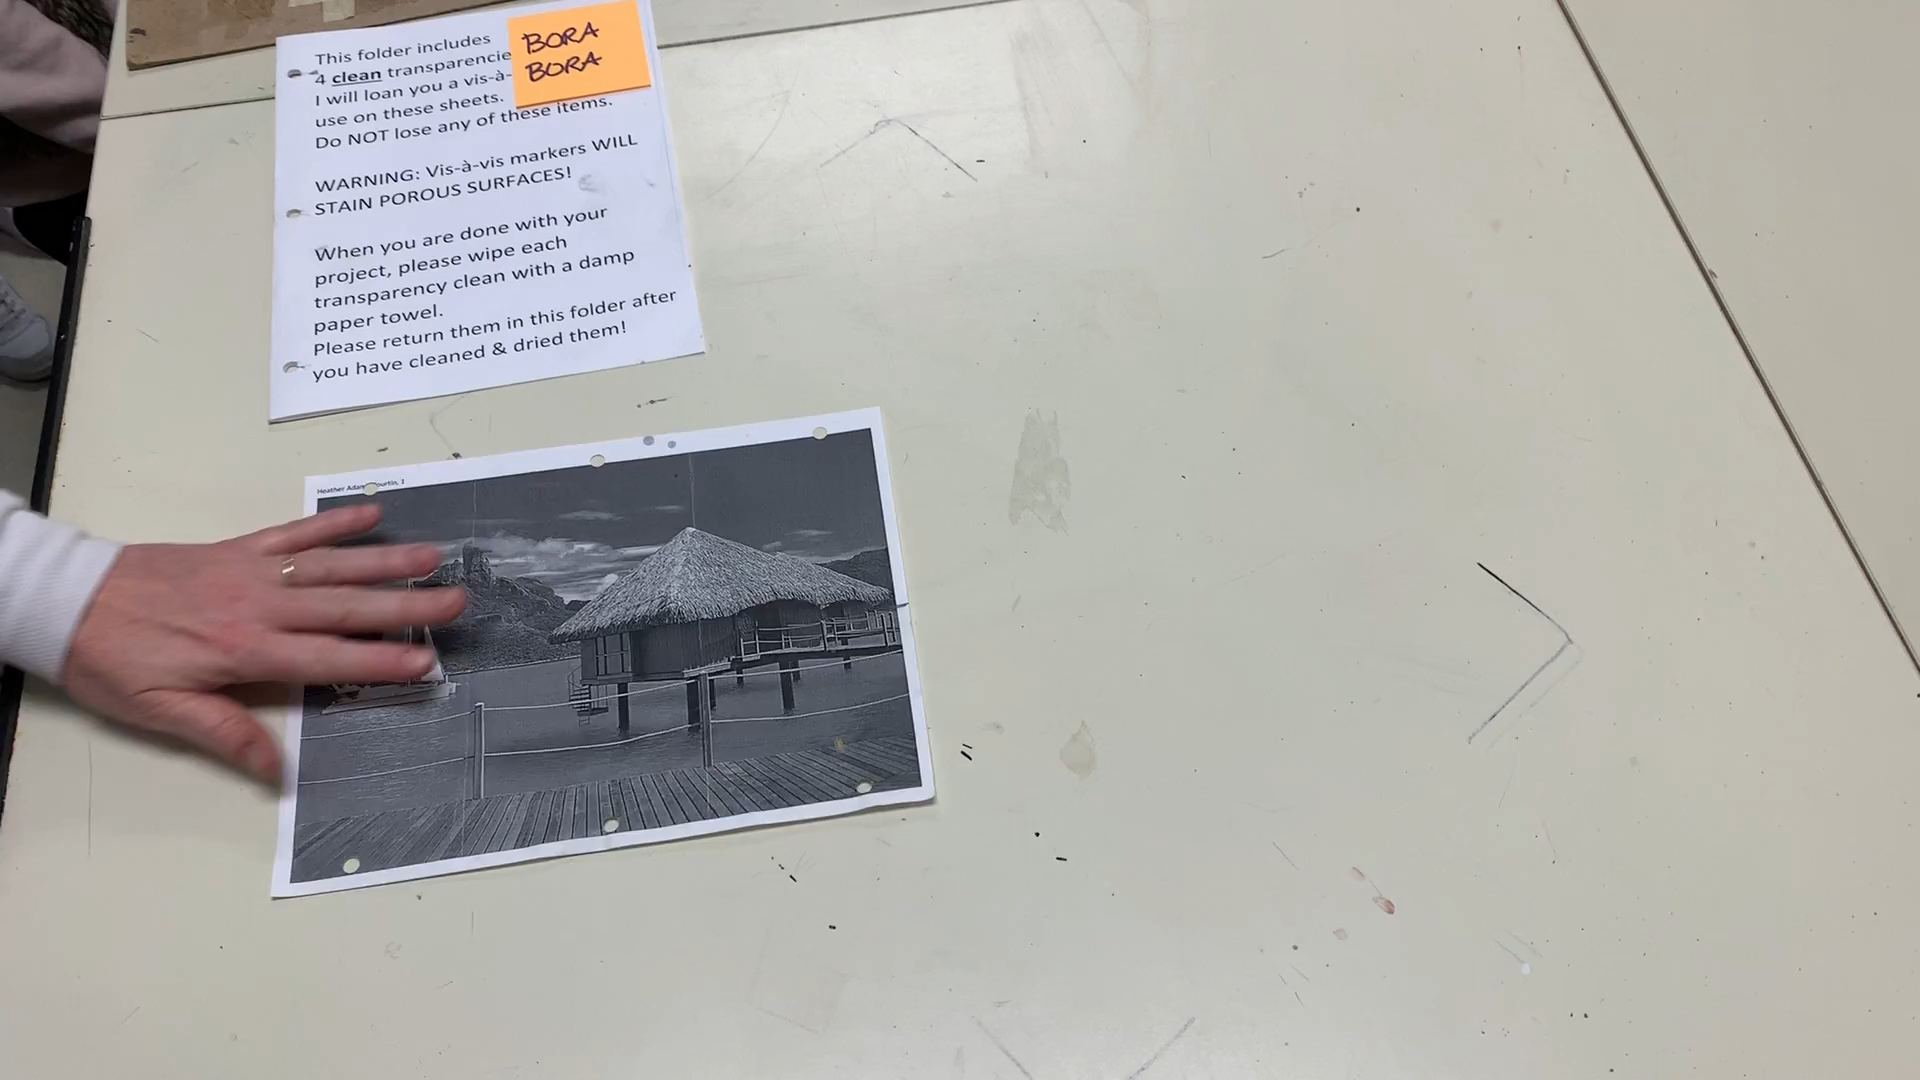 This folder includes
4 clean transparencie
I will loan you a vis-à-
use on these sheets.
Do NOT lose any of these items.
BORA
BORA
WARNING: Vis-à-vis markers WILL
STAIN POROUS SURFACES!
When you are done with your
project, please wipe each
transparency clean with a damp
paper towel.
Please return them in this folder after
you have cleaned & dried them!
Heather